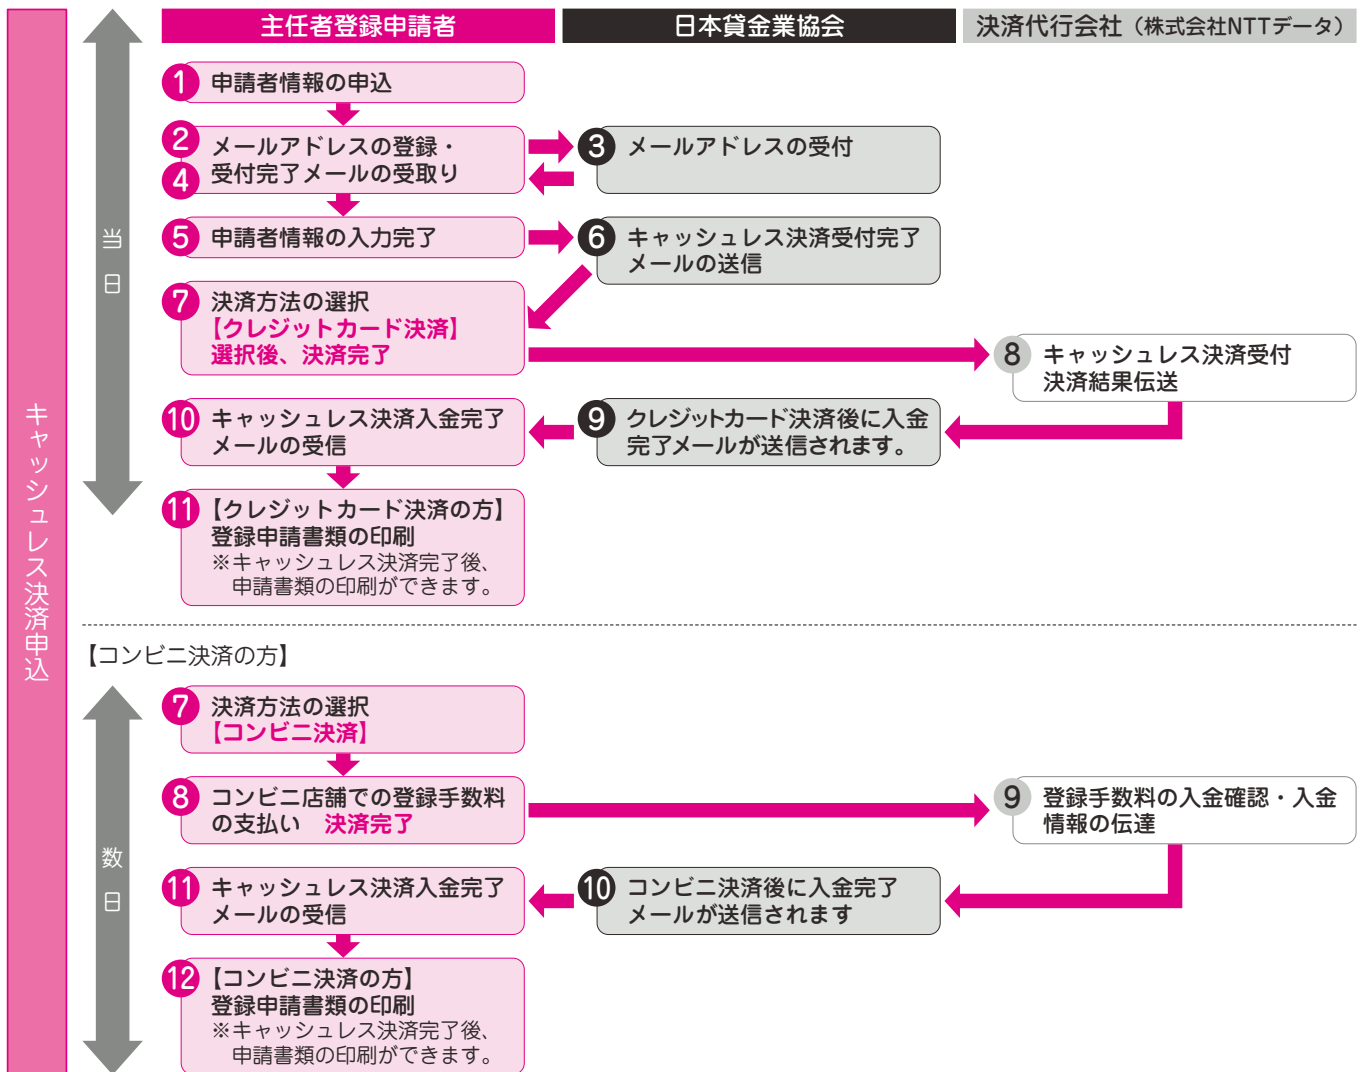 キャッシュレス決済申込
当日
主任者登録申請者
日本貸金業協会
決済代行会社（株式会社NTTデータ）
1 申請者情報の申込
2 メールアドレスの登録・
4 受付完了メールの受取り
3 メールアドレスの受付
5 申請者情報の入力完了
6 キャッシュレス決済受付完了
メールの送信
7 決済方法の選択
【クレジットカード決済】
選択後、決済完了
8 キャッシュレス決済受付
決済結果伝送
9 クレジットカード決済後に入金
完了メールが送信されます。
10 キャッシュレス決済入金完了
メールの受信
11 【クレジットカード決済の方】
登録申請書類の印刷
※キャッシュレス決済完了後、
申請書類の印刷ができます。
【コンビニ決済の方】
数日
7 決済方法の選択
【コンビニ決済】
8 コンビニ店舗での登録手数料
の支払い　決済完了
9 登録手数料の入金確認・入金
情報の伝達
10 コンビニ決済後に入金完了
メールが送信されます
11 キャッシュレス決済入金完了
メールの受信
12 【コンビニ決済の方】
登録申請書類の印刷
※キャッシュレス決済完了後、
申請書類の印刷ができます。